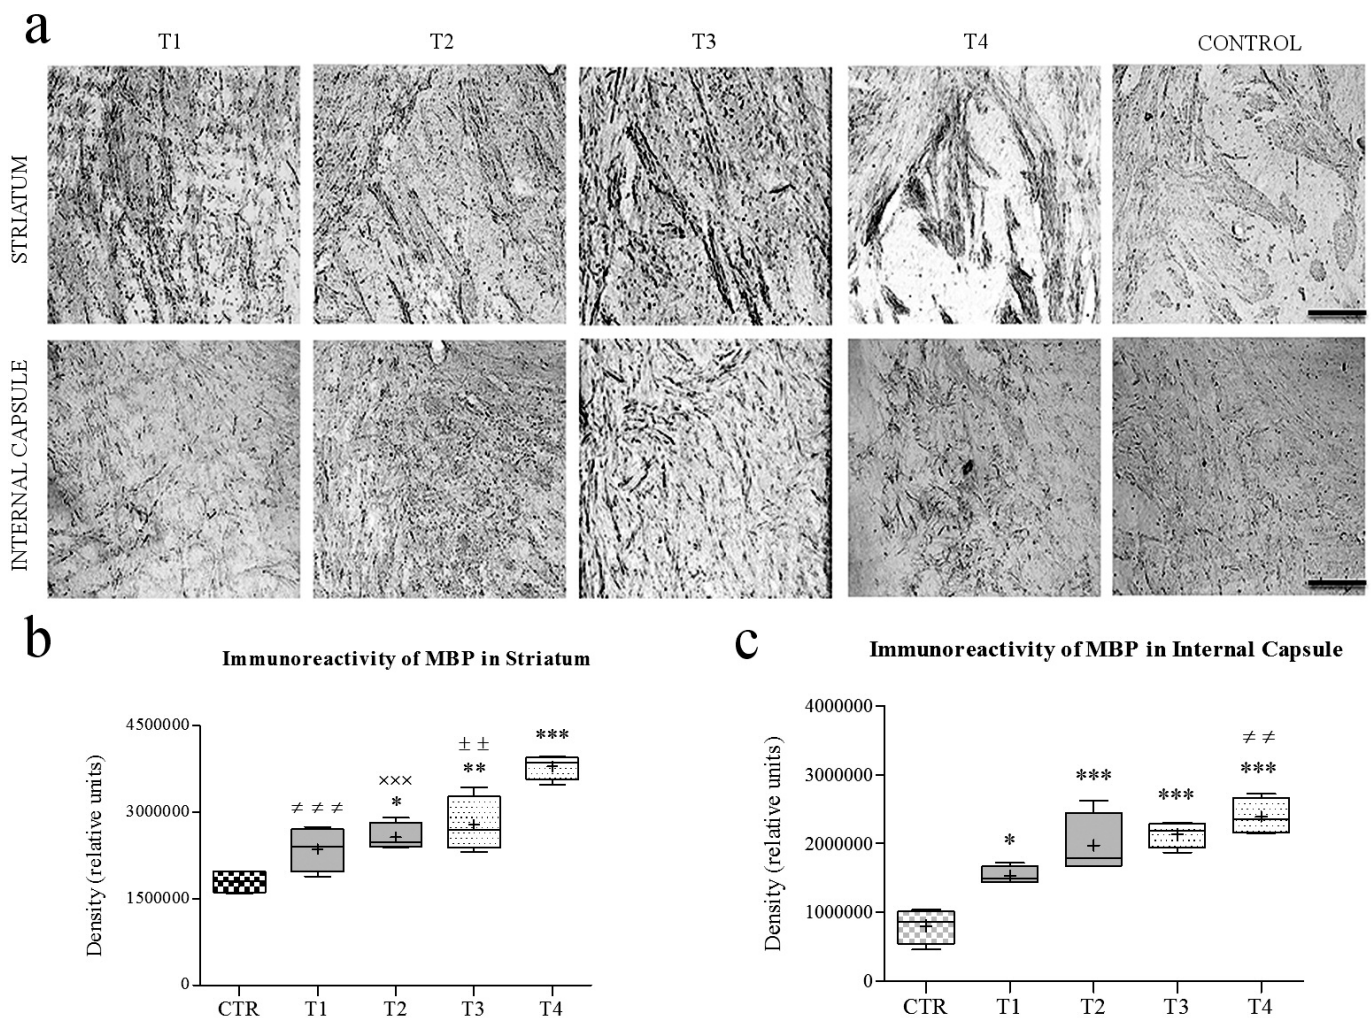 a
T1 T2 T3 T4 CONTROL
STRIATUM
INTERNAL CAPSULE
b
Immunoreactivity of MBP in Striatum
Density (relative units)
4500000
3000000
1500000
0
≠ ≠ ≠
×××
*
± ±
**
***
CTR T1 T2 T3 T4
c
Immunoreactivity of MBP in Internal Capsule
Density (relative units)
4000000
3000000
2000000
1000000
0
*
***
***
≠ ≠
***
CTR T1 T2 T3 T4